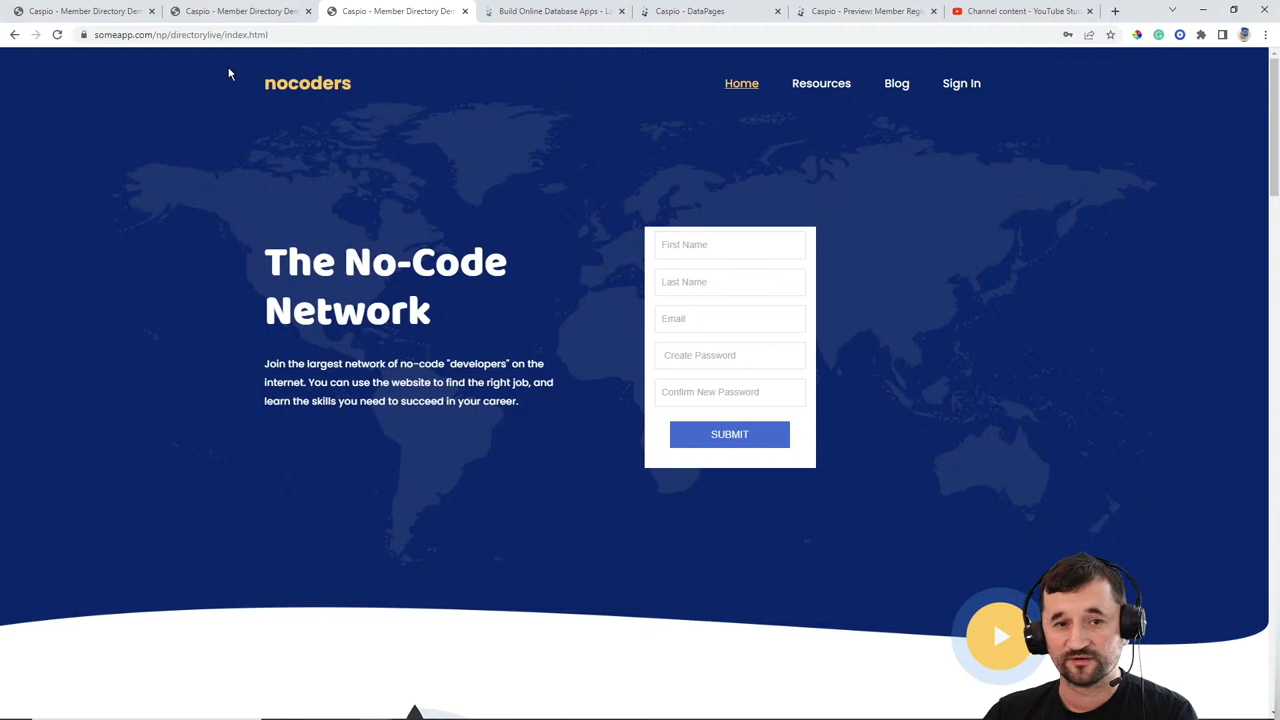 Caspio - Member Directory Dem
Caspio - Member Directory Dem
Caspio - Member Directory Dem
Build Online Database Apps - Lo
Caspio - DataPages
Caspio - Preview: Member Regi
Channel content - YouTube Stu
someapp.com/np/directorylive/index.html
nocoders
Home
Resources
Blog
Sign In
The No-Code
Network
Join the largest network of no-code "developers" on the
internet. You can use the website to find the right job, and
learn the skills you need to succeed in your career.
First Name
Last Name
Email
Create Password
Confirm New Password
SUBMIT